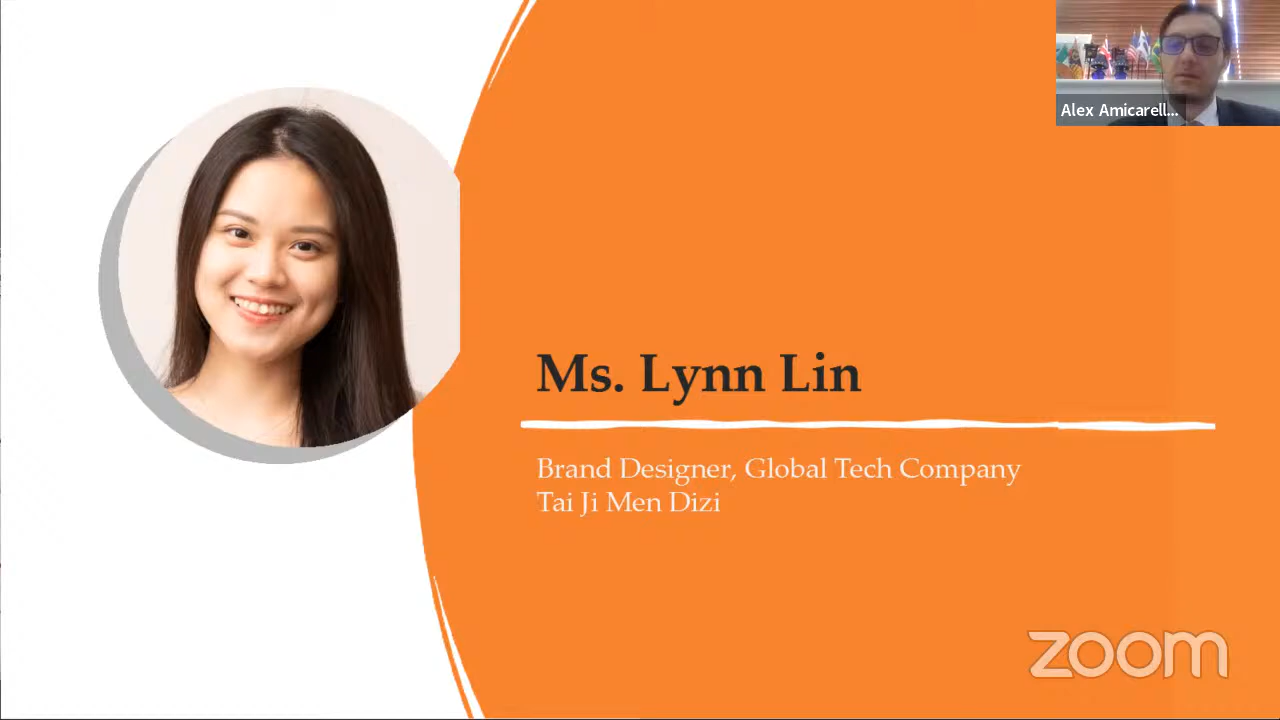 Alex Amicarell...
Ms. Lynn Lin
Brand Designer, Global Tech Company
Tai Ji Men Dizi
zoom